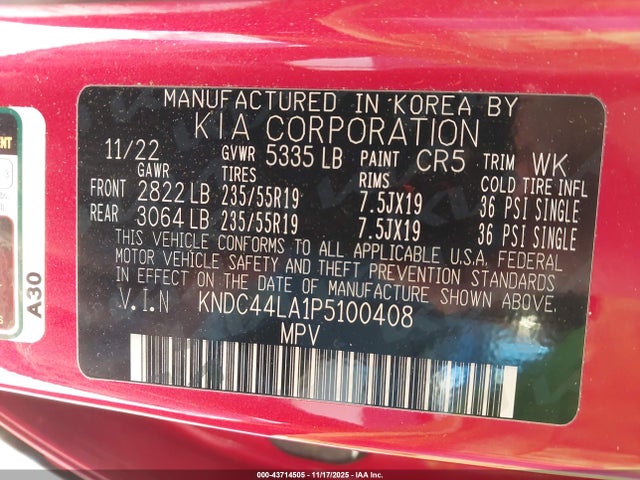 MANUFACTURED IN KOREA BY
KIA CORPORATION
11/22 GVWR 5335 LB PAINT CR5 TRIM WK
GAWR TIRES RIMS COLD TIRE INFL
FRONT 2822 LB 235/55R19 7.5JX19 36 PSI SINGLE
REAR 3064 LB 235/55R19 7.5JX19 36 PSI SINGLE
THIS VEHICLE CONFORMS TO ALL APPLICABLE U.S.A. FEDERAL
MOTOR VEHICLE SAFETY AND THEFT PREVENTION STANDARDS
IN EFFECT ON THE DATE OF MANUFACTURE SHOWN ABOVE.
V.I.N KNDC44LA1P5100408
MPV
A30
000-43714505 - 11/17/2025 - IAA Inc.